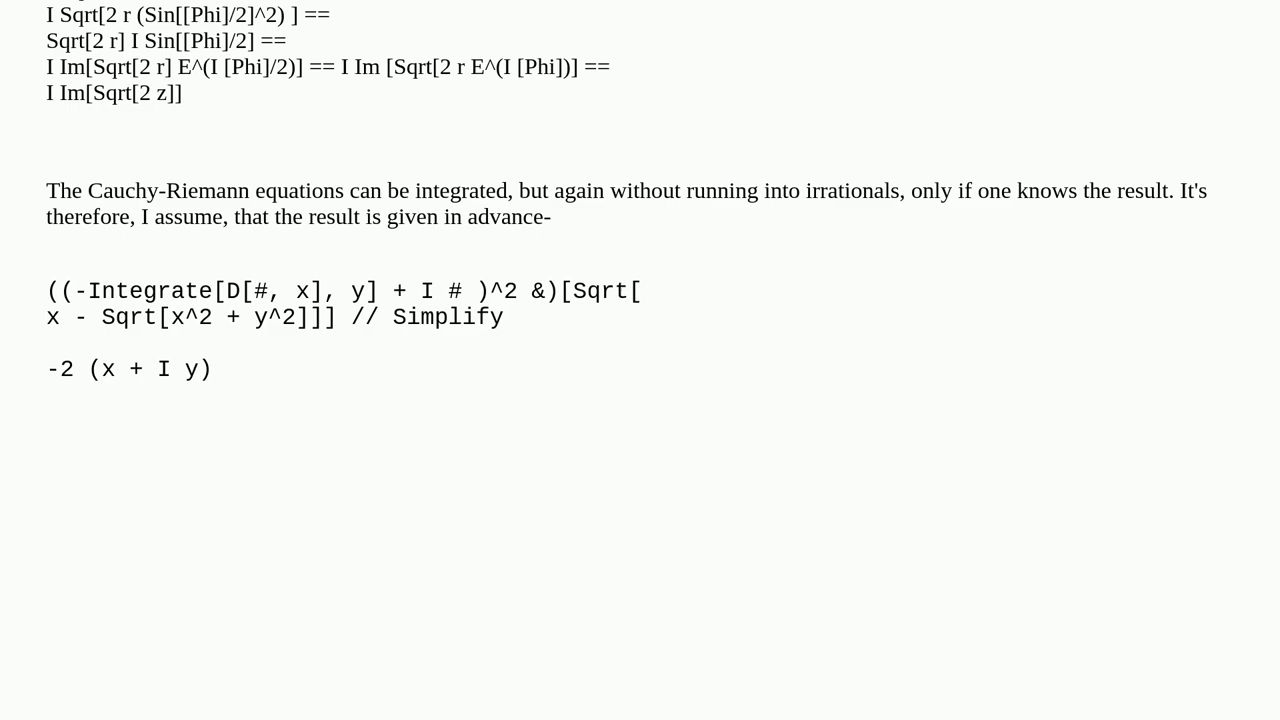 I Sqrt[2 r (Sin[[Phi]/2]^2) ] ==
Sqrt[2 r] I Sin[[Phi]/2] ==
I Im[Sqrt[2 r] E^(I [Phi]/2)] == I Im [Sqrt[2 r E^(I [Phi])] ==
I Im[Sqrt[2 z]]
The Cauchy-Riemann equations can be integrated, but again without running into irrationals, only if one knows the result. It's
therefore, I assume, that the result is given in advance-
((-Integrate[D[#, x], y] + I # )^2 &)[Sqrt[
x - Sqrt[x^2 + y^2]]] // Simplify
-2 (x + I y)